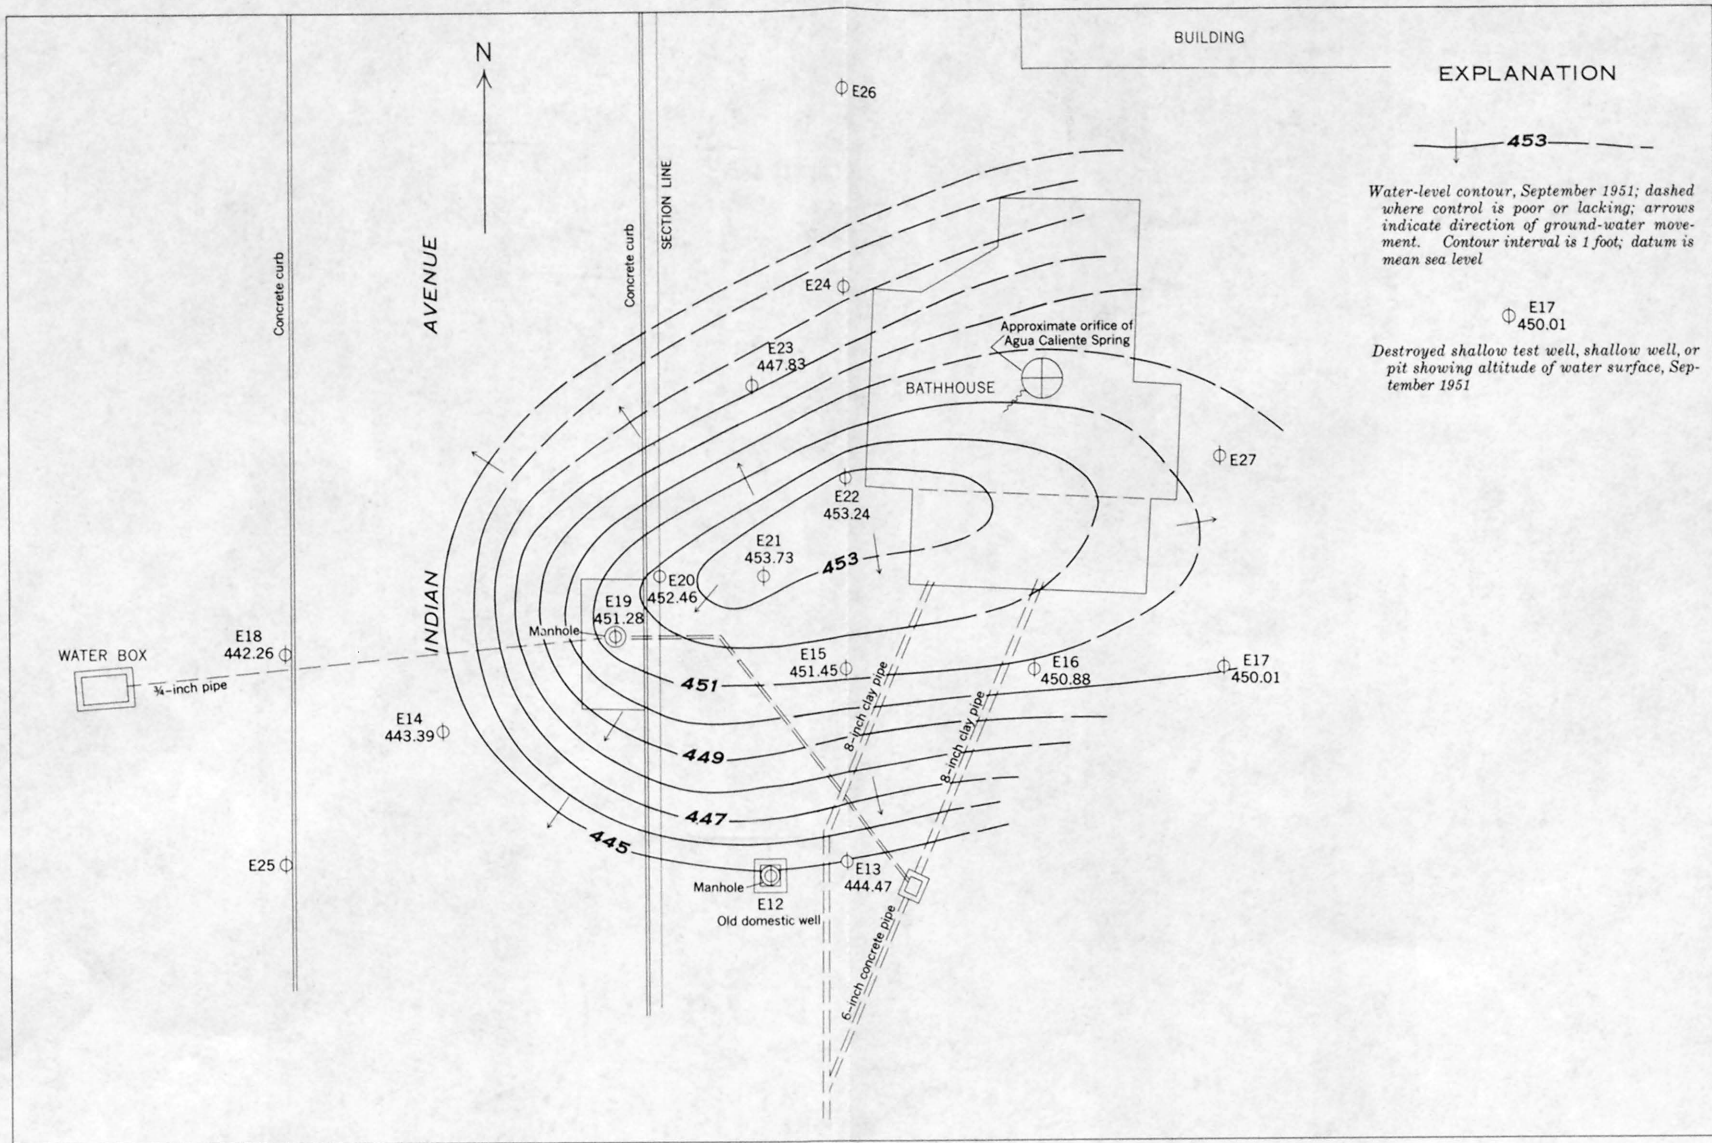 BUILDING
EXPLANATION
N
E26
453
Water-level contour, September 1951; dashed
where control is poor or lacking; arrows
indicate direction of ground-water move-
ment. Contour interval is 1 foot; datum is
mean sea level
SECTION LINE
Concrete curb
Concrete curb
INDIAN AVENUE
E24
E17
450.01
Destroyed shallow test well, shallow well, or
pit showing altitude of water surface, Sep-
tember 1951
Approximate orifice of
Agua Caliente Spring
E23
447.83
BATHHOUSE
E27
E22
453.24
E21
453.73
453
E20
452.46
E19
451.28
Manhole
E18
442.26
WATER BOX
¾-inch pipe
E15
451.45
E16
450.88
E17
450.01
451
8-inch clay pipe
8-inch clay pipe
E14
443.39
449
447
445
E25
E13
444.47
Manhole
E12
Old domestic well
6-inch concrete pipe